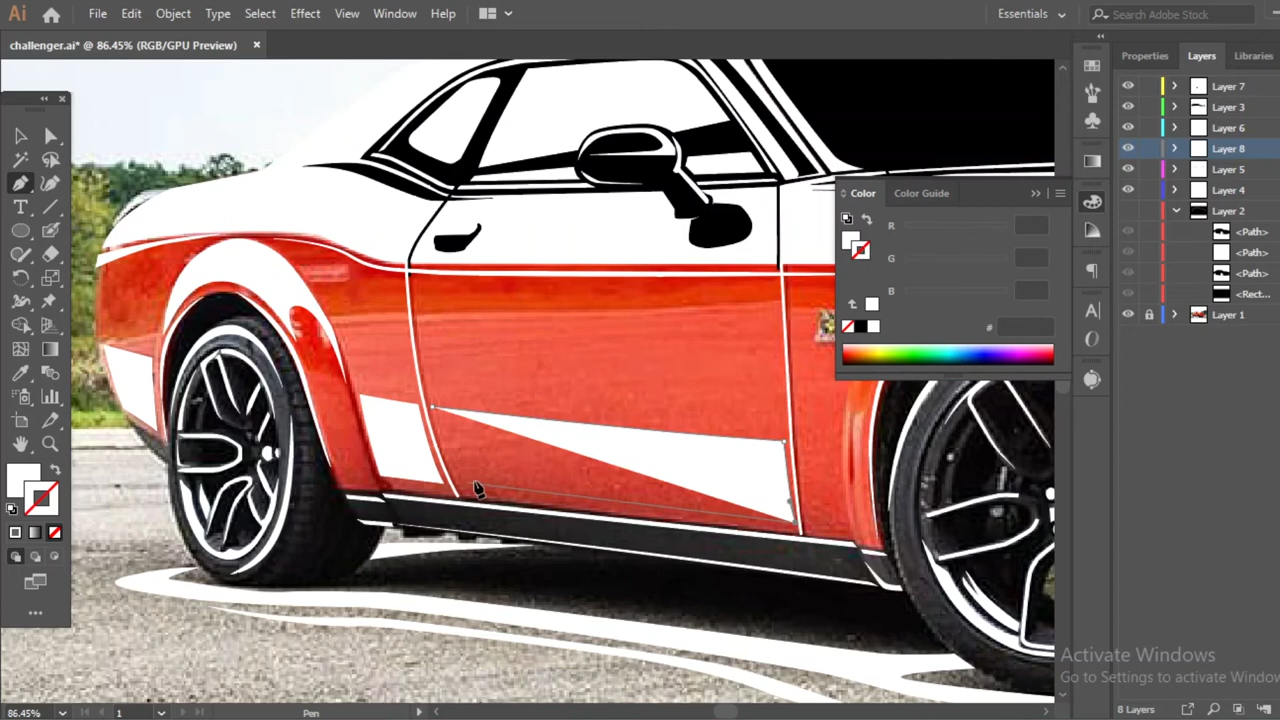 Ai File Edit Object Type Select Effect View Window Help Essentials Search Adobe Stock
challenger.ai* @ 86.45% (RGB/GPU Preview) ×
Properties Layers Libraries
Layer 7
Layer 3
Layer 6
Layer 8
Layer 5
Layer 4
Layer 2
<Path>
<Path>
<Path>
<Rect...
Layer 1
Color Color Guide
R
G
B
#
Activate Windows
Go to Settings to activate Window
86.45% 1 Pen 8 Layers